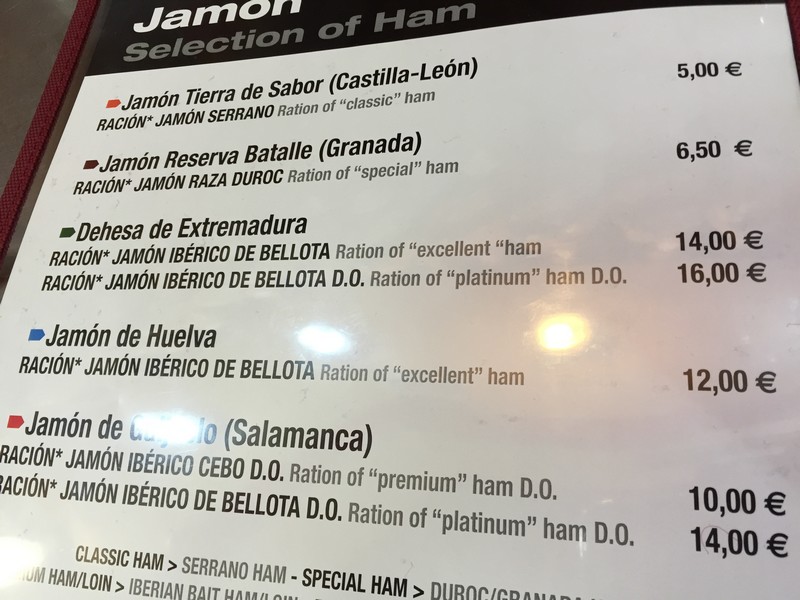 Jamón
Selection of Ham
Jamón Tierra de Sabor (Castilla-León) 5,00 €
RACIÓN* JAMÓN SERRANO Ration of “classic” ham
Jamón Reserva Batalle (Granada) 6,50 €
RACIÓN* JAMÓN RAZA DUROC Ration of “special” ham
Dehesa de Extremadura
RACIÓN* JAMÓN IBÉRICO DE BELLOTA Ration of “excellent “ham 14,00 €
RACIÓN* JAMÓN IBÉRICO DE BELLOTA D.O. Ration of “platinum” ham D.O. 16,00 €
Jamón de Huelva
RACIÓN* JAMÓN IBÉRICO DE BELLOTA Ration of “excellent” ham 12,00 €
Jamón de (Salamanca)
RACIÓN* JAMÓN IBÉRICO CEBO D.O. Ration of “premium” ham D.O. 10,00 €
RACIÓN* JAMÓN IBÉRICO DE BELLOTA D.O. Ration of “platinum” ham D.O. 14,00 €
CLASSIC HAM > SERRANO HAM - SPECIAL HAM > DUROC/GRANADA
HAM/LOIN > IBERIAN BAIT HAM/LOIN